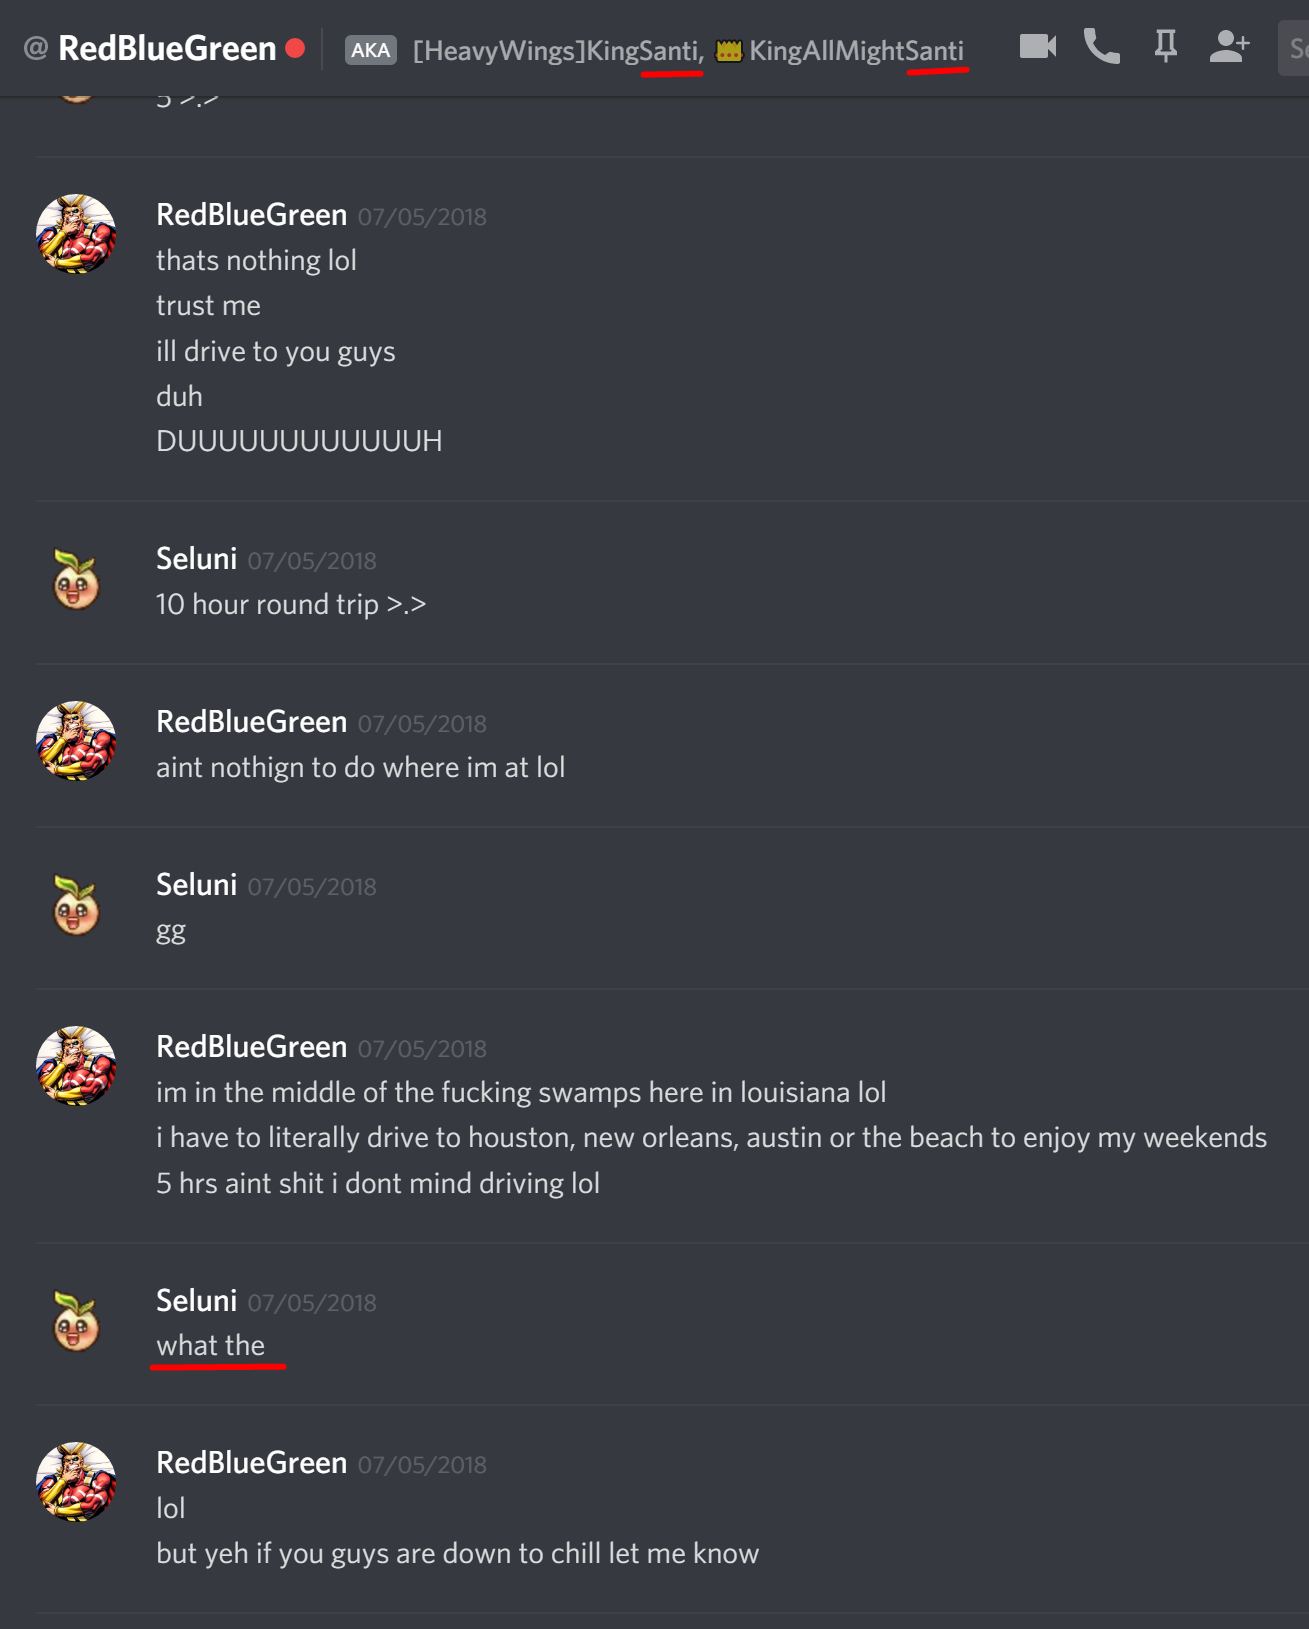 @ RedBlueGreen AKA [HeavyWings]KingSanti, KingAllMightSanti
5 >.>
RedBlueGreen 07/05/2018
thats nothing lol
trust me
ill drive to you guys
duh
DUUUUUUUUUUUUH
Seluni 07/05/2018
10 hour round trip >.>
RedBlueGreen 07/05/2018
aint nothign to do where im at lol
Seluni 07/05/2018
gg
RedBlueGreen 07/05/2018
im in the middle of the fucking swamps here in louisiana lol
i have to literally drive to houston, new orleans, austin or the beach to enjoy my weekends
5 hrs aint shit i dont mind driving lol
Seluni 07/05/2018
what the
RedBlueGreen 07/05/2018
lol
but yeh if you guys are down to chill let me know